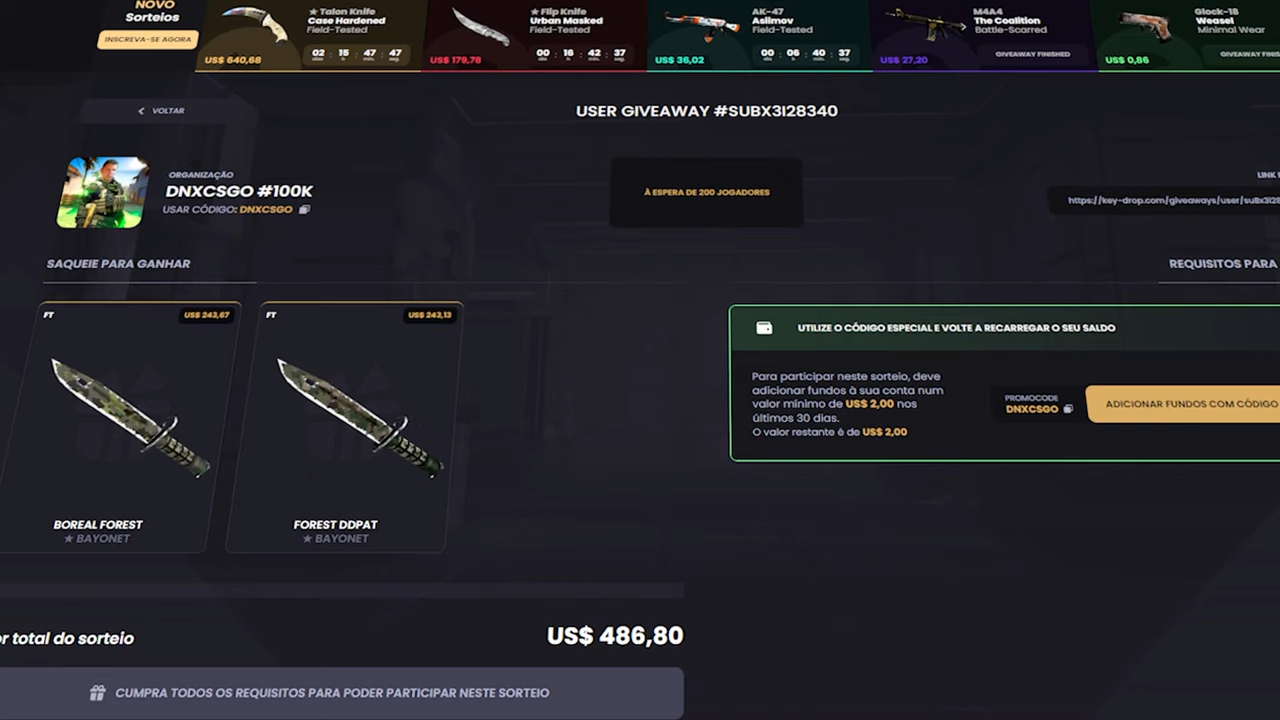 NOVO
Sorteios
INSCREVA-SE AGORA
★ Talon Knife
Case Hardened
Field-Tested
US$ 640,68
02 : 15 : 47 : 47
★ Flip Knife
Urban Masked
Field-Tested
US$ 179,78
00 : 16 : 42 : 37
AK-47
Asiimov
Field-Tested
US$ 36,02
00 : 06 : 40 : 37
M4A4
The Coalition
Battle-Scarred
US$ 27,20
GIVEAWAY FINISHED
Glock-18
Weasel
Minimal Wear
US$ 0,86
GIVEAWAY FINIS
VOLTAR
USER GIVEAWAY #SUBX3I28340
ORGANIZAÇÃO
DNXCSGO #100K
USAR CÓDIGO: DNXCSGO
À ESPERA DE 200 JOGADORES
LINK
https://key-drop.com/giveaways/user/suBx3i28
SAQUEIE PARA GANHAR
REQUISITOS PARA
FT
US$ 243,67
BOREAL FOREST
★ BAYONET
FT
US$ 243,13
FOREST DDPAT
★ BAYONET
UTILIZE O CÓDIGO ESPECIAL E VOLTE A RECARREGAR O SEU SALDO
Para participar neste sorteio, deve
adicionar fundos à sua conta num
valor mínimo de US$ 2,00 nos
últimos 30 dias.
O valor restante é de US$ 2,00
PROMOCODE
DNXCSGO
ADICIONAR FUNDOS COM CÓDIGO
or total do sorteio
US$ 486,80
CUMPRA TODOS OS REQUISITOS PARA PODER PARTICIPAR NESTE SORTEIO